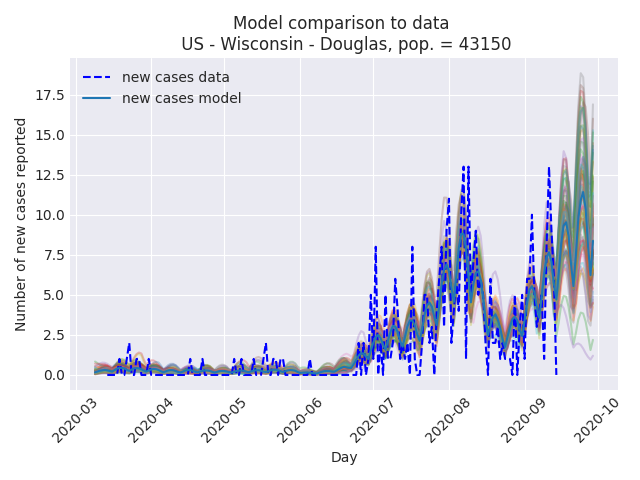 Model comparison to data
US - Wisconsin - Douglas, pop. = 43150
new cases data
new cases model
Number of new cases reported
17.5
15.0
12.5
10.0
7.5
5.0
2.5
0.0
2020-03
2020-04
2020-05
2020-06
2020-07
2020-08
2020-09
2020-10
Day